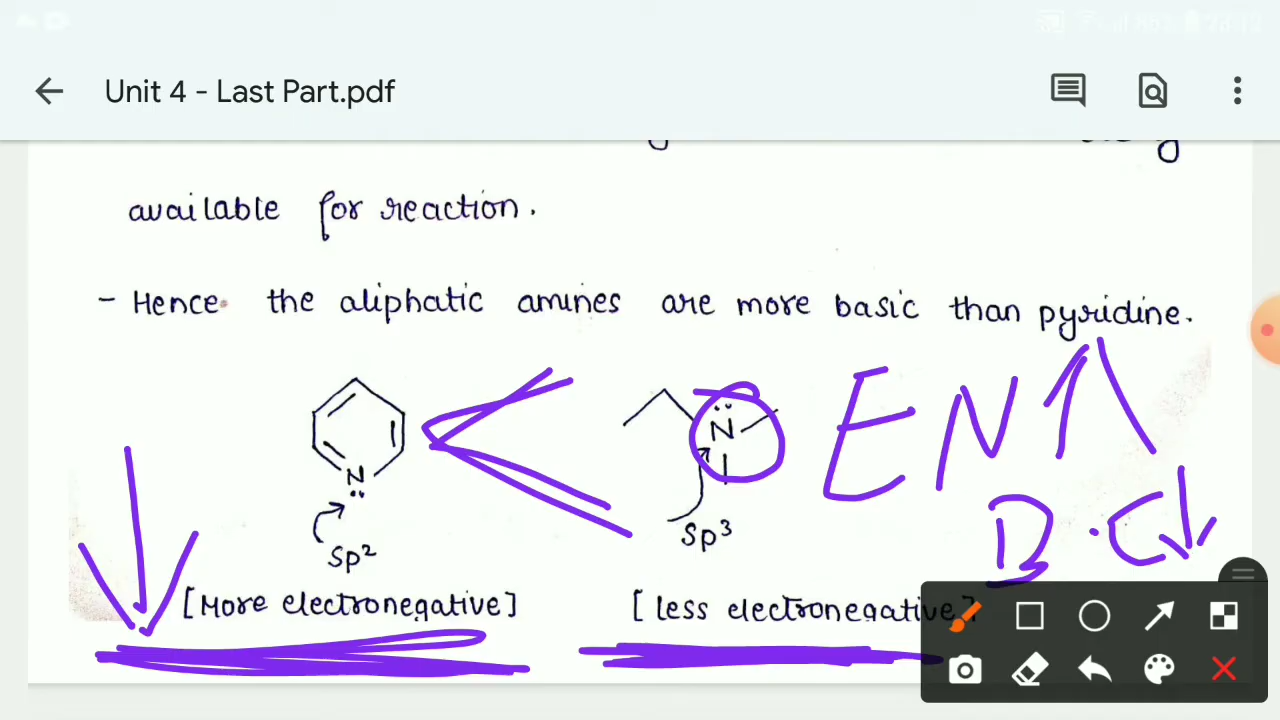 Unit 4 - Last Part.pdf
available for reaction.
- Hence the aliphatic amines are more basic than pyridine.
EN↑
N
N
B.C↓
Sp³
Sp²
[More electronegative]
[less electronegative]